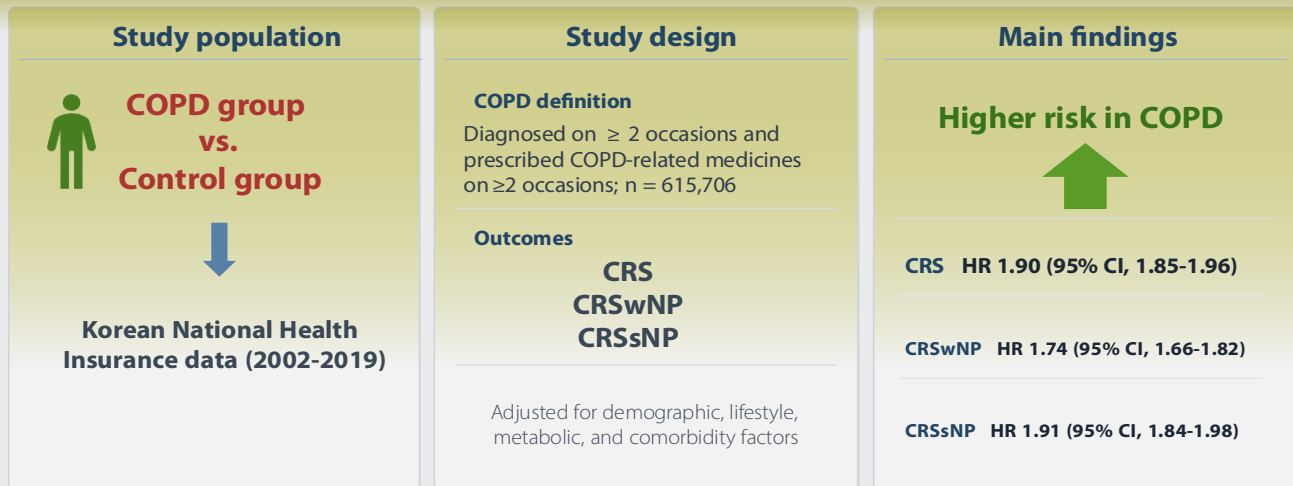 Study population
COPD group
vs.
Control group
Korean National Health
Insurance data (2002-2019)
Study design
COPD definition
Diagnosed on ≥ 2 occasions and
prescribed COPD-related medicines
on ≥2 occasions; n = 615,706
Outcomes
CRS
CRSwNP
CRSsNP
Adjusted for demographic, lifestyle,
metabolic, and comorbidity factors
Main findings
Higher risk in COPD
CRS HR 1.90 (95% CI, 1.85-1.96)
CRSwNP HR 1.74 (95% CI, 1.66-1.82)
CRSsNP HR 1.91 (95% CI, 1.84-1.98)